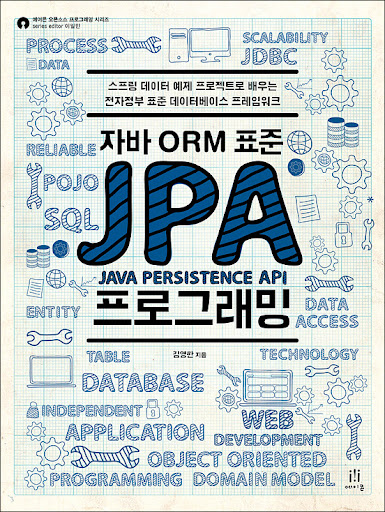 에이콘 오픈소스 프로그래밍 시리즈
series editor 이일민
PROCESS
SCALABILITY
JDBC
DATA
스프링 데이터 예제 프로젝트로 배우는
전자정부 표준 데이터베이스 프레임워크
RELIABLE
자바 ORM 표준
POJO
SQL
JPA
JAVA PERSISTENCE API
프로그래밍
ENTITY
DATA
ACCESS
TABLE
김영한 지음
TECHNOLOGY
DATABASE
INDEPENDENT
WEB
APPLICATION
DEVELOPMENT
OBJECT ORIENTED
PROGRAMMING
DOMAIN MODEL
에이콘